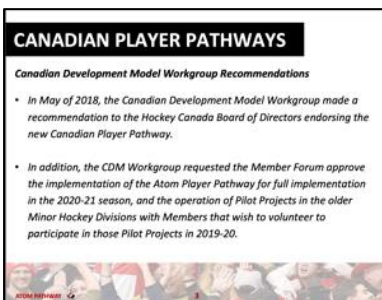 CANADIAN PLAYER PATHWAYS
Canadian Development Model Workgroup Recommendations
• In May of 2018, the Canadian Development Model Workgroup made a
recommendation to the Hockey Canada Board of Directors endorsing the
new Canadian Player Pathway.
• In addition, the CDM Workgroup requested the Member Forum approve
the implementation of the Atom Player Pathway for full implementation
in the 2020-21 season, and the operation of Pilot Projects in the older
Minor Hockey Divisions with Members that wish to volunteer to
participate in those Pilot Projects in 2019-20.
ATOM PATHWAY 3